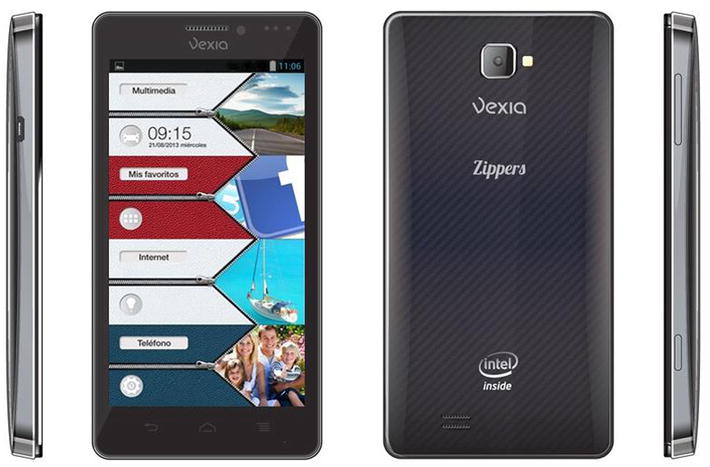 Vexia
11:06
Multimedia
09:15
21/08/2013 miércoles
Mis favoritos
Internet
Teléfono
Vexia
Zippers
intel
inside